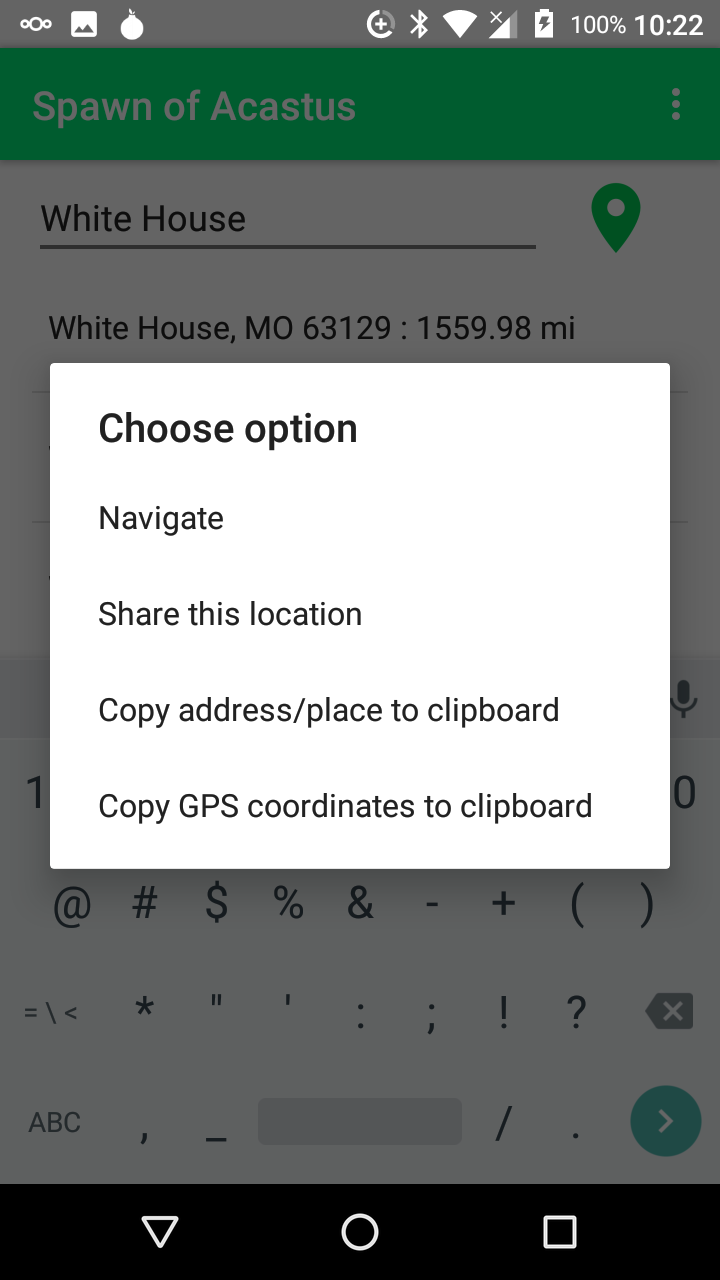 100% 10:22
Spawn of Acastus
White House
White House, MO 63129 : 1559.98 mi
Choose option
Navigate
Share this location
Copy address/place to clipboard
Copy GPS coordinates to clipboard
1 0
@ # $ % & - + ( )
= \ < * " ' : ; ! ?
ABC , _ / .